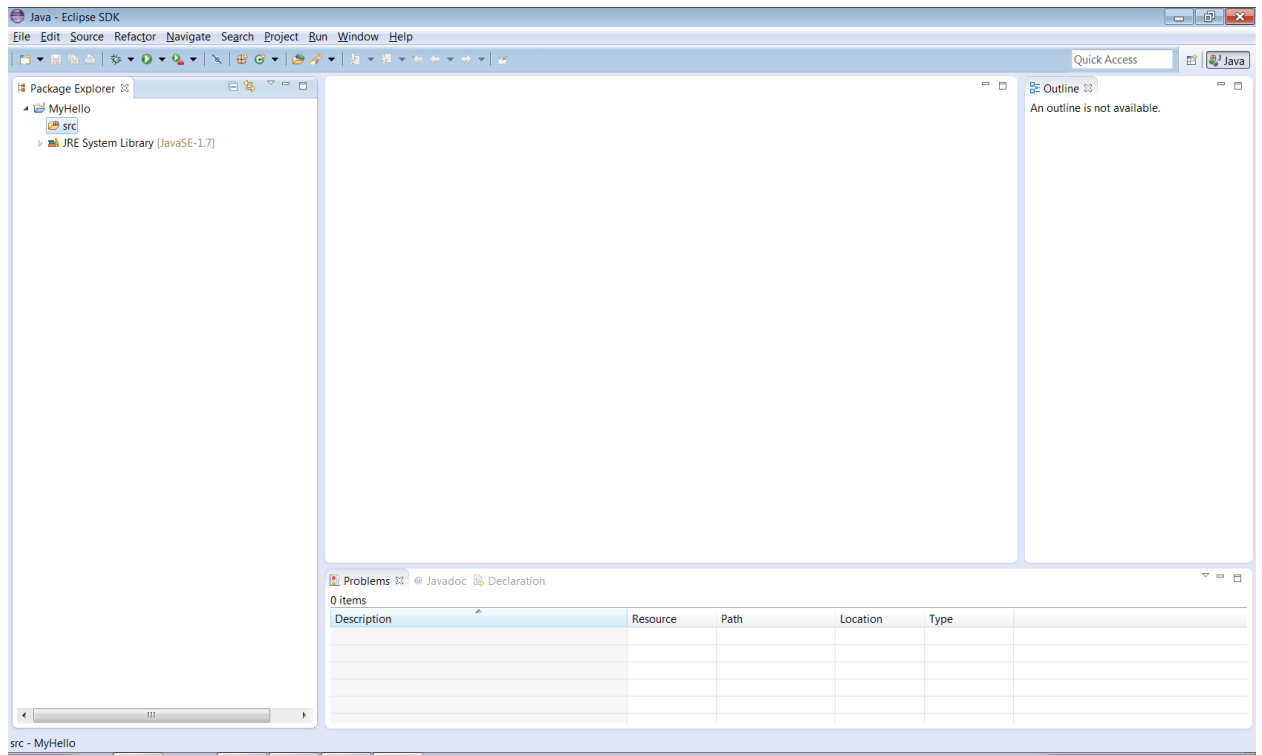 Java - Eclipse SDK
File Edit Source Refactor Navigate Search Project Run Window Help
Quick Access
Java
Package Explorer
MyHello
src
JRE System Library [JavaSE-1.7]
Outline
An outline is not available.
Problems @ Javadoc Declaration
0 items
Description Resource Path Location Type
src - MyHello